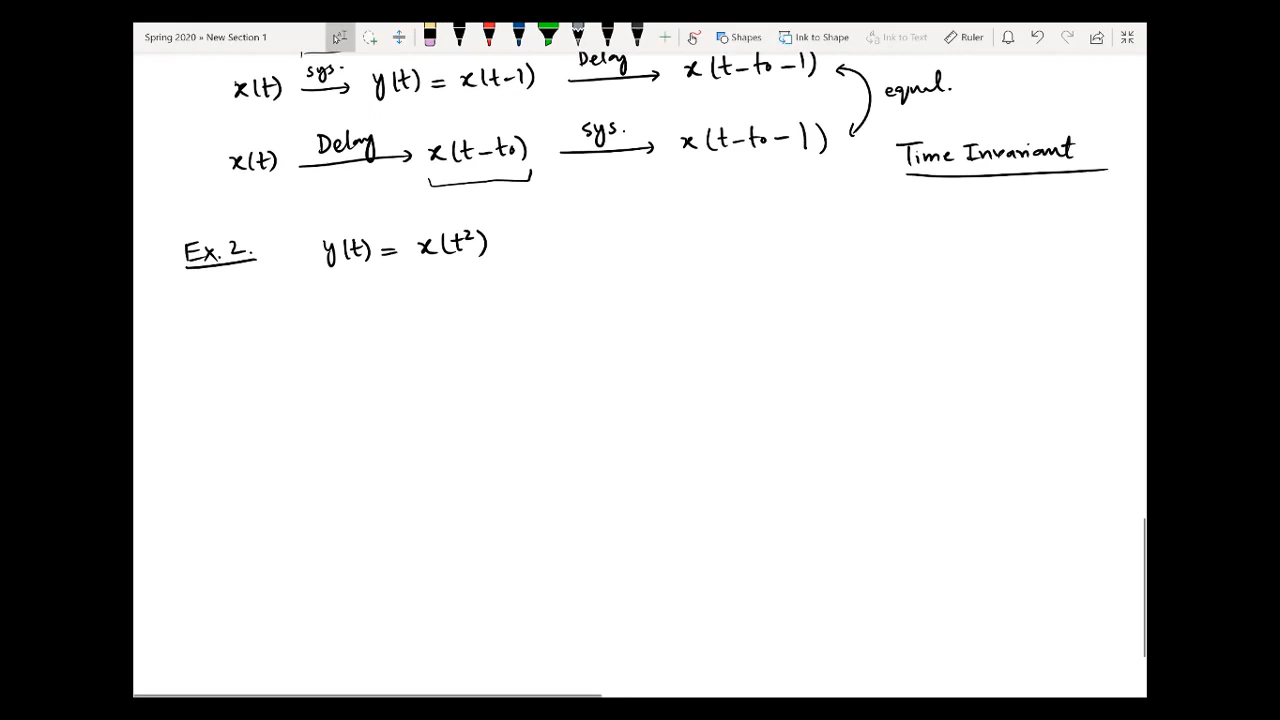 Spring 2020 » New Section 1
Shapes Ink to Shape Ink to Text Ruler
x(t) sys. → y(t) = x(t-1) Delay → x(t-t₀-1)
equal.
x(t) Delay → x(t-t₀) sys. → x(t-t₀-1)
Time Invariant
Ex. 2. y(t) = x(t²)